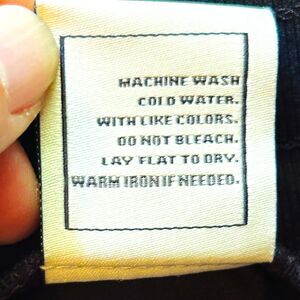 MACHINE WASH
COLD WATER.
WITH LIKE COLORS.
DO NOT BLEACH.
LAY FLAT TO DRY.
WARM IRON IF NEEDED.